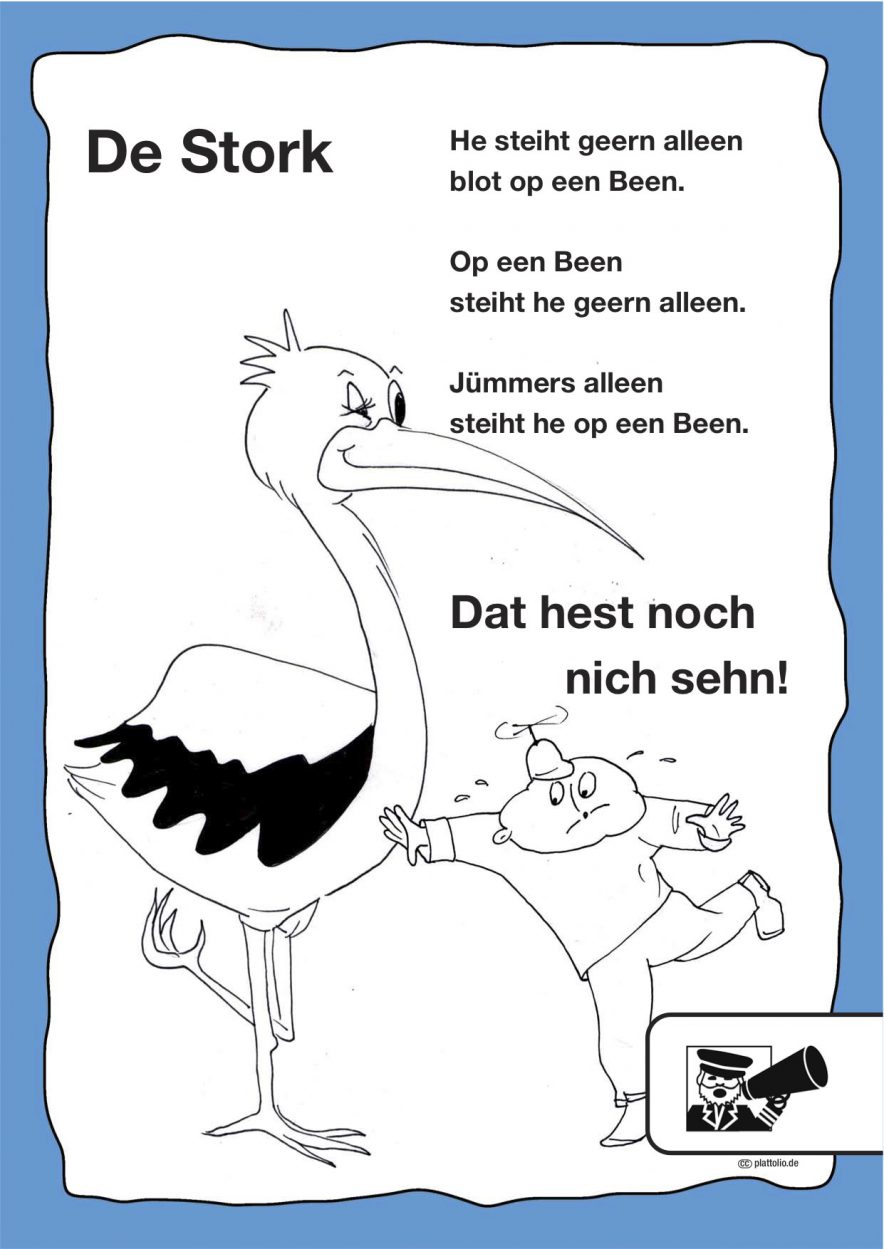 De Stork
He steiht geern alleen
blot op een Been.
Op een Been
steiht he geern alleen.
Jümmers alleen
steiht he op een Been.
Dat hest noch
nich sehn!
cc plattolio.de